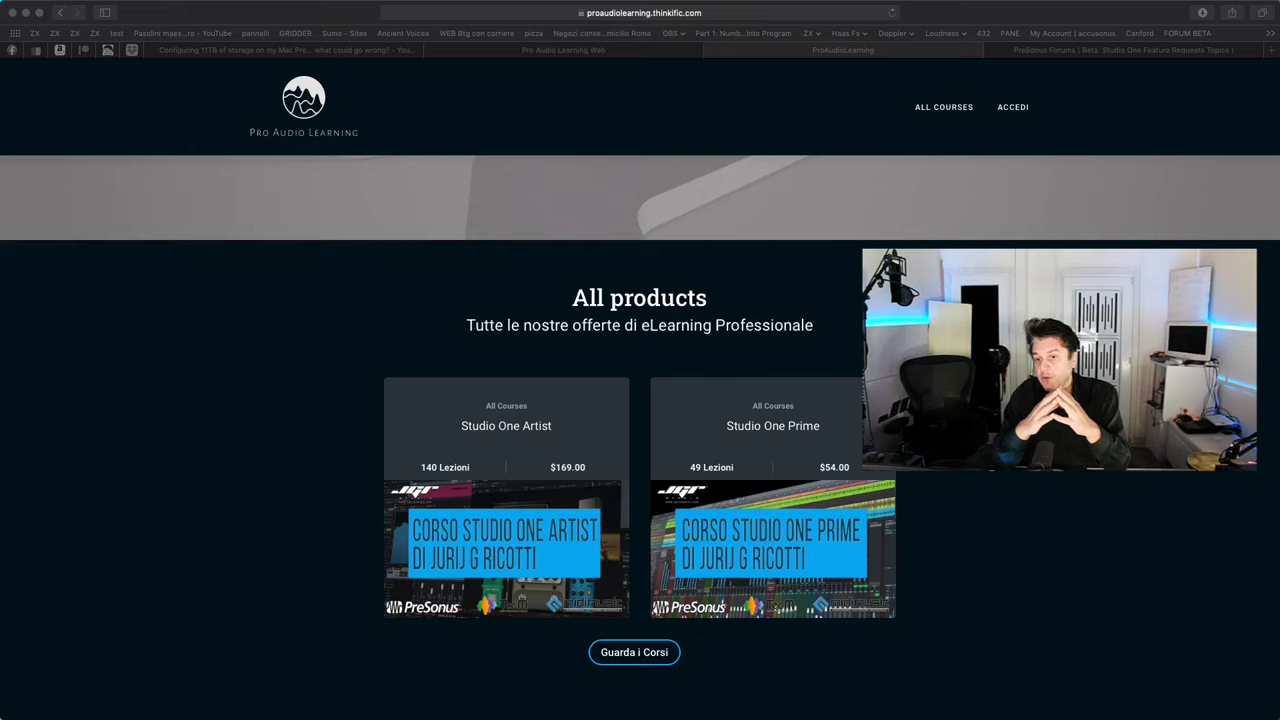 proaudiolearning.thinkific.com
ZX
ZX
ZX
ZX
test
Pasolini maes...ro - YouTube
pannelli
GRIDDER
Sumo - Sites
Ancient Voices
WEB Btg con corriere
pizza
Negozi conse...micilio Roma
OBS
Part 1: Numb...Into Program
ZX
Haas Fx
Doppler
Loudness
432
PANE
My Account | accusonus
Canford
FORUM BETA
Configuring 11TB of storage on my Mac Pro... what could go wrong? - You...
Pro Audio Learning Web
ProAudioLearning
PreSonus Forums | Beta: Studio One Feature Requests Topics |
PRO AUDIO LEARNING
ALL COURSES
ACCEDI
All products
Tutte le nostre offerte di eLearning Professionale
All Courses
Studio One Artist
140 Lezioni
$169.00
JGR
CORSO STUDIO ONE ARTIST
DI JURIJ G RICOTTI
PreSonus
midimusic
All Courses
Studio One Prime
49 Lezioni
$54.00
JGR
CORSO STUDIO ONE PRIME
DI JURIJ G RICOTTI
PreSonus
midimusic
Guarda i Corsi